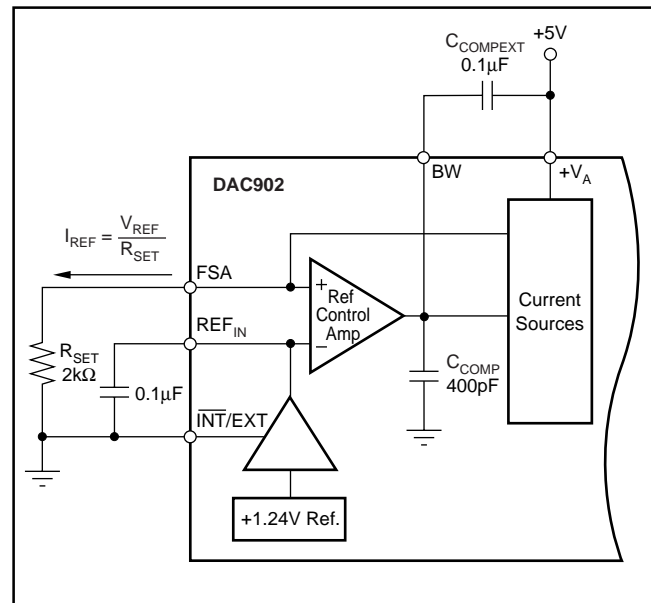 +5V
C_COMPEXT
0.1µF
BW
+V_A
DAC902
I_REF = V_REF / R_SET
FSA
+
Ref
Control
Amp
–
REF_IN
Current
Sources
R_SET
2kΩ
0.1µF
C_COMP
400pF
I̅N̅T̅/EXT
+1.24V Ref.